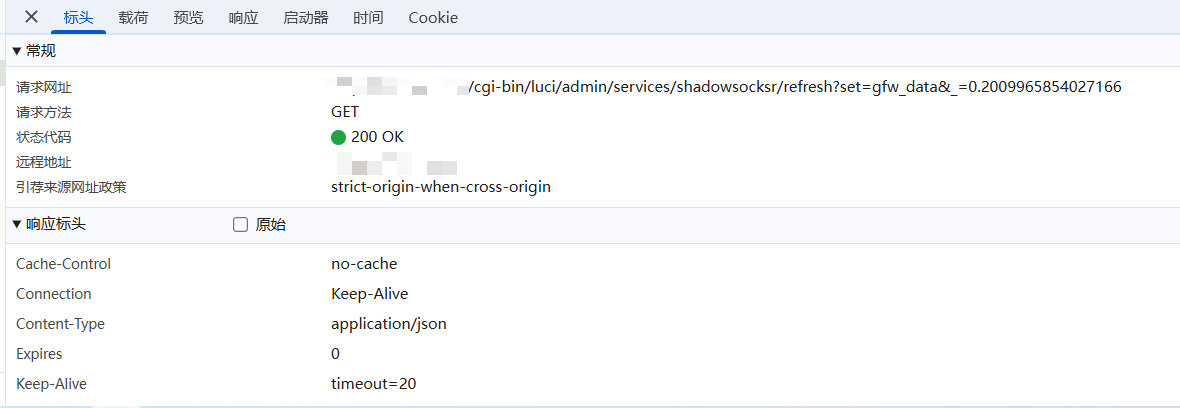 标头 载荷 预览 响应 启动器 时间 Cookie
常规
请求网址 /cgi-bin/luci/admin/services/shadowsocksr/refresh?set=gfw_data&_=0.2009965854027166
请求方法 GET
状态代码 200 OK
远程地址
引荐来源网址政策 strict-origin-when-cross-origin
响应标头 原始
Cache-Control no-cache
Connection Keep-Alive
Content-Type application/json
Expires 0
Keep-Alive timeout=20